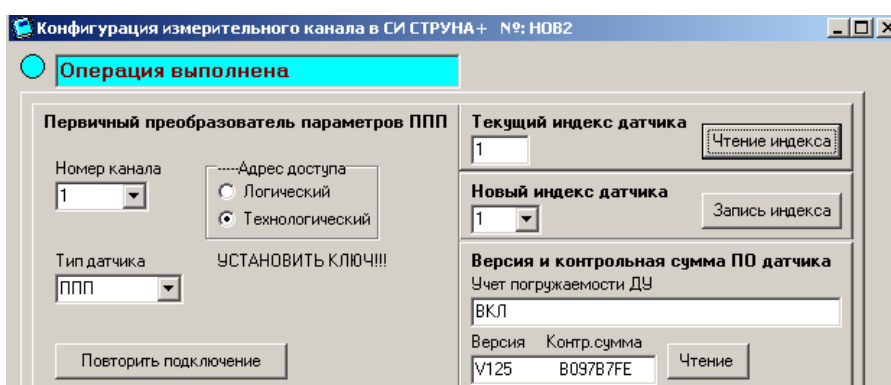 Конфигурация измерительного канала в СИ СТРУНА+ №: НОВ2
Операция выполнена
Первичный преобразователь параметров ППП
Номер канала
1
-----Адрес доступа
Логический
Технологический
Тип датчика
ППП
УСТАНОВИТЬ КЛЮЧ!!!
Повторить подключение
Текущий индекс датчика
1
Чтение индекса
Новый индекс датчика
1
Запись индекса
Версия и контрольная сумма ПО датчика
Учет погружаемости ДУ
ВКЛ
Версия Контр.сумма
V125 B097B7FE
Чтение